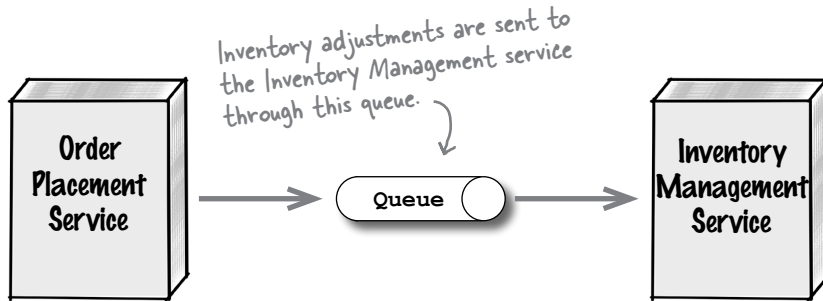 Inventory adjustments are sent to
the Inventory Management service
through this queue.
Order
Placement
Service
Queue
Inventory
Management
Service